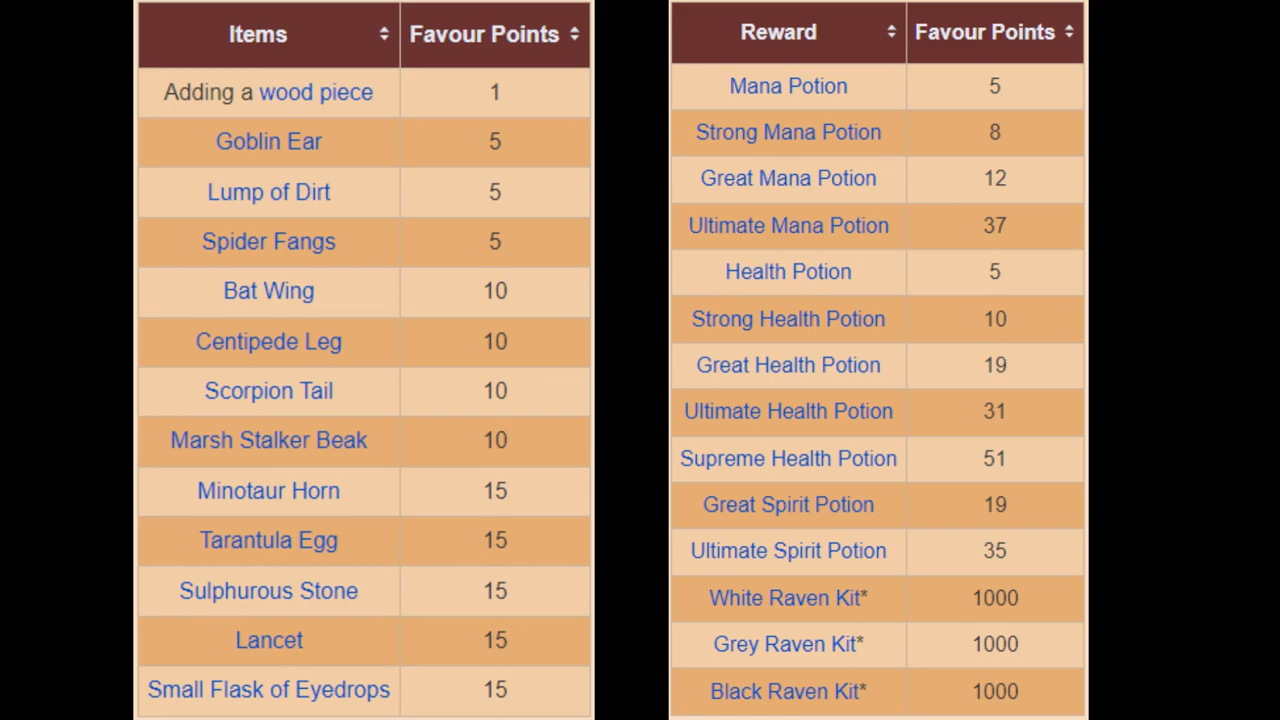 Items Favour Points
Adding a wood piece 1
Goblin Ear 5
Lump of Dirt 5
Spider Fangs 5
Bat Wing 10
Centipede Leg 10
Scorpion Tail 10
Marsh Stalker Beak 10
Minotaur Horn 15
Tarantula Egg 15
Sulphurous Stone 15
Lancet 15
Small Flask of Eyedrops 15
Reward Favour Points
Mana Potion 5
Strong Mana Potion 8
Great Mana Potion 12
Ultimate Mana Potion 37
Health Potion 5
Strong Health Potion 10
Great Health Potion 19
Ultimate Health Potion 31
Supreme Health Potion 51
Great Spirit Potion 19
Ultimate Spirit Potion 35
White Raven Kit* 1000
Grey Raven Kit* 1000
Black Raven Kit* 1000